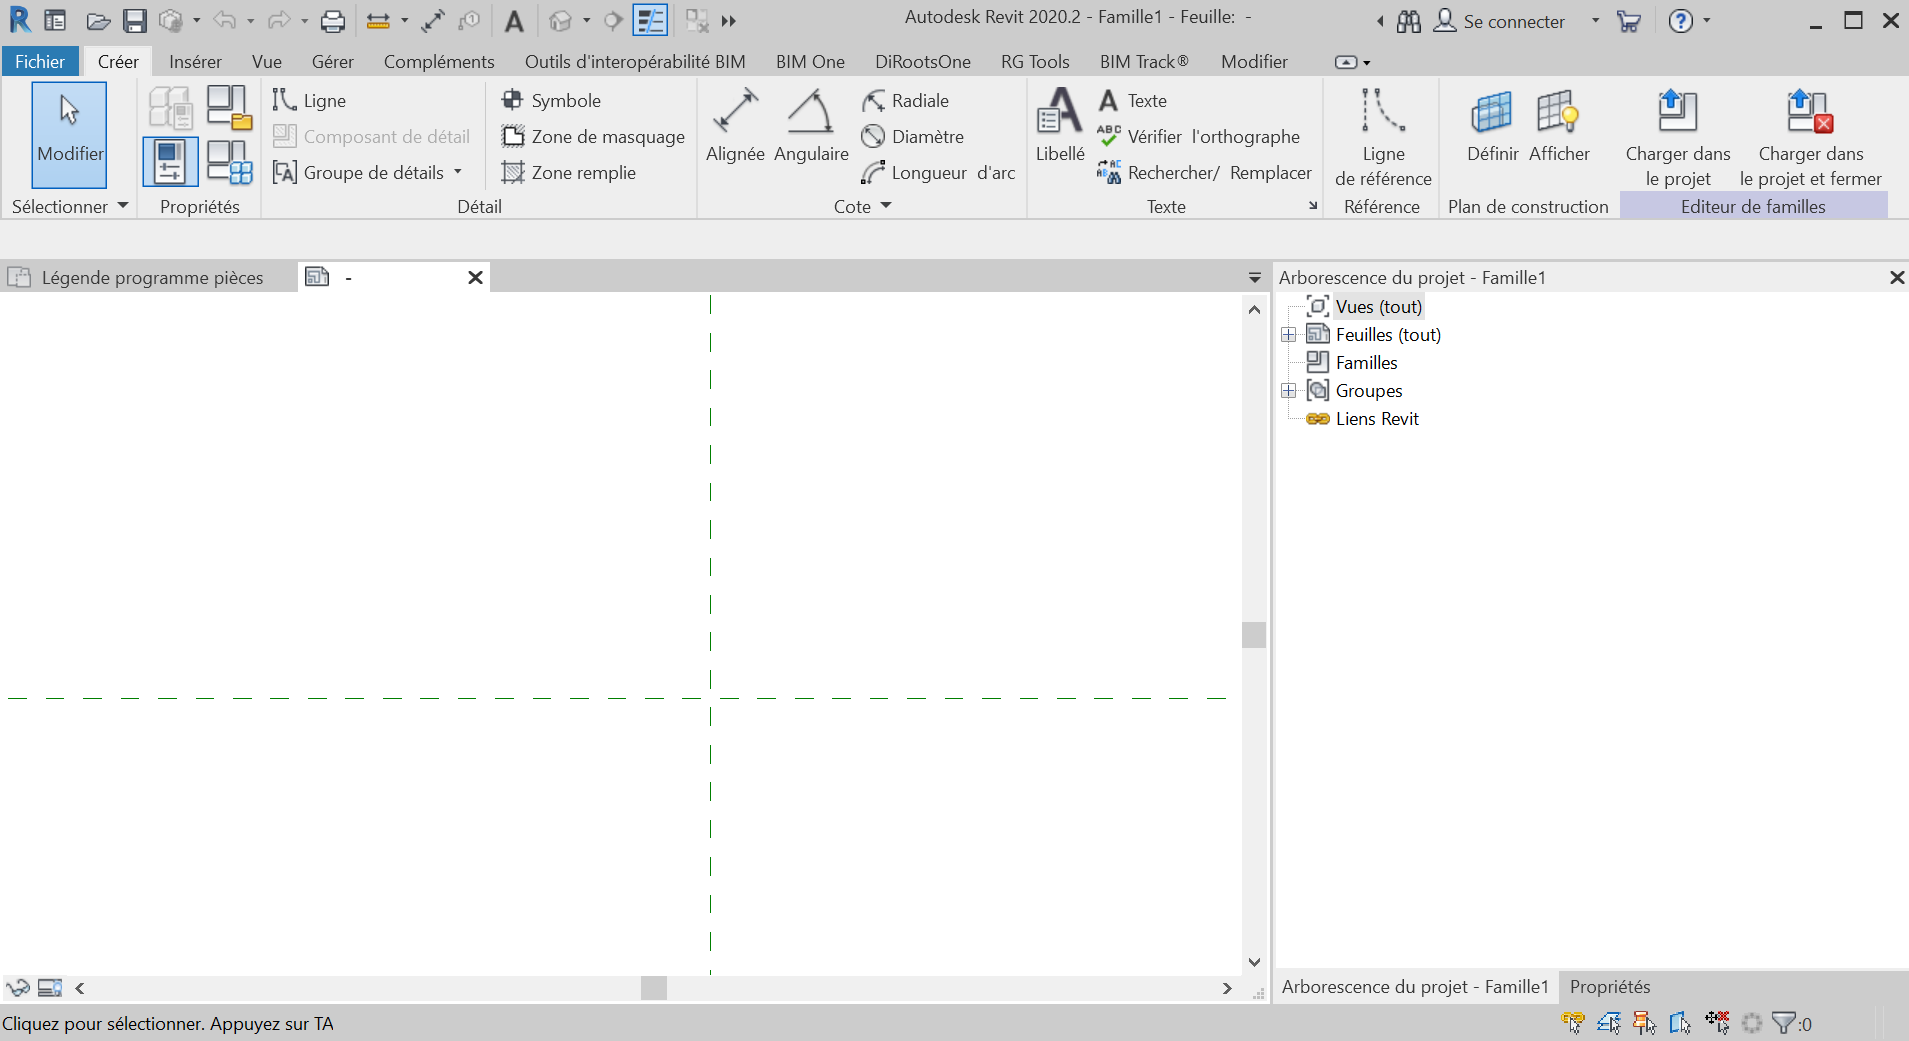 Autodesk Revit 2020.2 - Famille1 - Feuille: -
Se connecter
Fichier Créer Insérer Vue Gérer Compléments Outils d'interopérabilité BIM BIM One DiRootsOne RG Tools BIM Track® Modifier
Modifier
Ligne
Composant de détail
Groupe de détails
Symbole
Zone de masquage
Zone remplie
Alignée
Angulaire
Radiale
Diamètre
Longueur d'arc
Libellé
Texte
Vérifier l'orthographe
Rechercher/ Remplacer
Ligne
de référence
Définir
Afficher
Charger dans
le projet
Charger dans
le projet et fermer
Sélectionner Propriétés Détail Cote Texte Référence Plan de construction Editeur de familles
Légende programme pièces
-
Arborescence du projet - Famille1
Vues (tout)
Feuilles (tout)
Familles
Groupes
Liens Revit
Arborescence du projet - Famille1 Propriétés
Cliquez pour sélectionner. Appuyez sur TA
:0